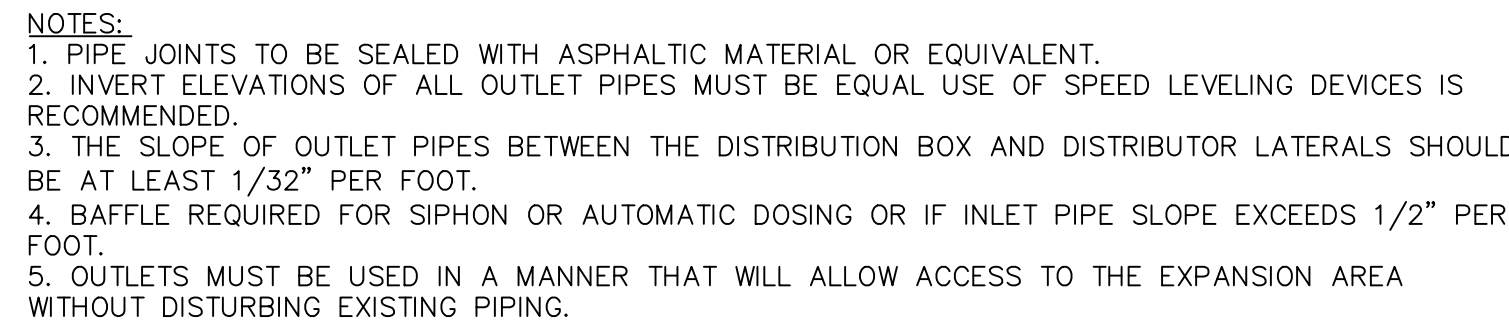 NOTES:
1. PIPE JOINTS TO BE SEALED WITH ASPHALTIC MATERIAL OR EQUIVALENT.
2. INVERT ELEVATIONS OF ALL OUTLET PIPES MUST BE EQUAL USE OF SPEED LEVELING DEVICES IS
RECOMMENDED.
3. THE SLOPE OF OUTLET PIPES BETWEEN THE DISTRIBUTION BOX AND DISTRIBUTOR LATERALS SHOULD
BE AT LEAST 1/32” PER FOOT.
4. BAFFLE REQUIRED FOR SIPHON OR AUTOMATIC DOSING OR IF INLET PIPE SLOPE EXCEEDS 1/2” PER
FOOT.
5. OUTLETS MUST BE USED IN A MANNER THAT WILL ALLOW ACCESS TO THE EXPANSION AREA
WITHOUT DISTURBING EXISTING PIPING.